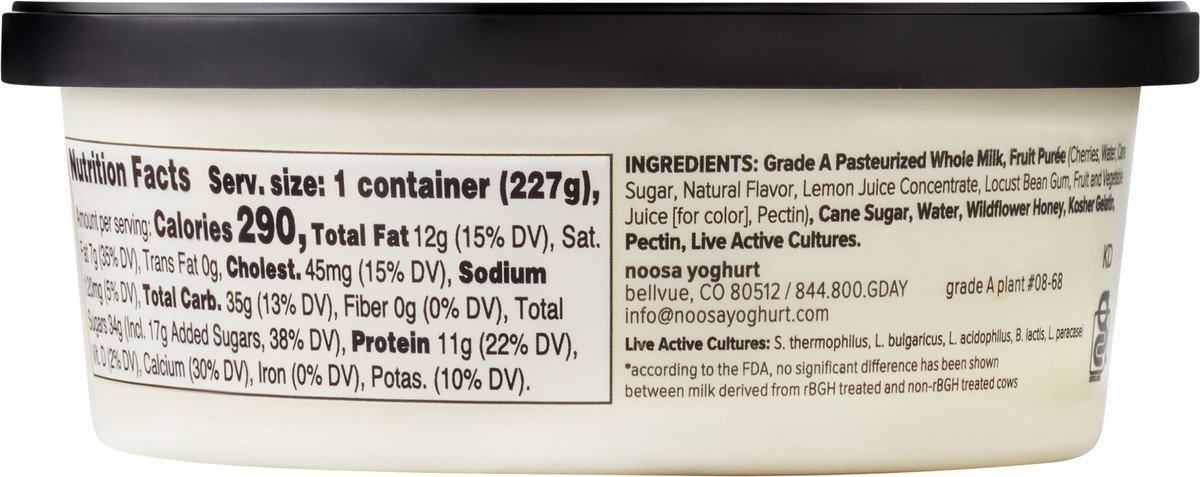 Nutrition Facts Serv. size: 1 container (227g),
Amount per serving: Calories 290, Total Fat 12g (15% DV), Sat.
Fat 7g (35% DV), Trans Fat 0g, Cholest. 45mg (15% DV), Sodium
(5% DV), Total Carb. 35g (13% DV), Fiber 0g (0% DV), Total
Sugars 34g (Incl. 17g Added Sugars, 38% DV), Protein 11g (22% DV),
Vit. D (2% DV), Calcium (30% DV), Iron (0% DV), Potas. (10% DV).
INGREDIENTS: Grade A Pasteurized Whole Milk, Fruit Purée (Cherries, Water, Cane
Sugar, Natural Flavor, Lemon Juice Concentrate, Locust Bean Gum, Fruit and Vegetable
Juice [for color], Pectin), Cane Sugar, Water, Wildflower Honey, Kosher Gelatin,
Pectin, Live Active Cultures.
noosa yoghurt
bellvue, CO 80512 / 844.800.GDAY grade A plant #08-68
info@noosayoghurt.com
Live Active Cultures: S. thermophilus, L. bulgaricus, L. acidophilus, B. lactis, L. paracasei
*according to the FDA, no significant difference has been shown
between milk derived from rBGH treated and non-rBGH treated cows
KD